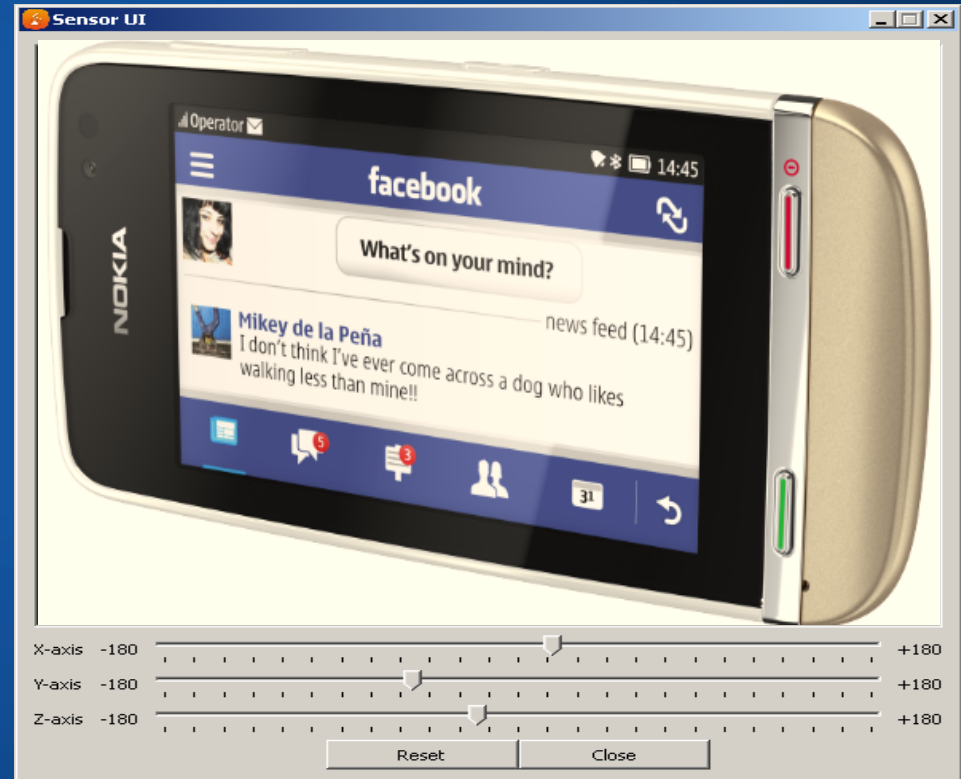 Sensor UI
Operator
14:45
facebook
What's on your mind?
news feed (14:45)
Mikey de la Peña
I don't think I've ever come across a dog who likes
walking less than mine!!
5
3
31
NOKIA
X-axis -180 +180
Y-axis -180 +180
Z-axis -180 +180
Reset Close